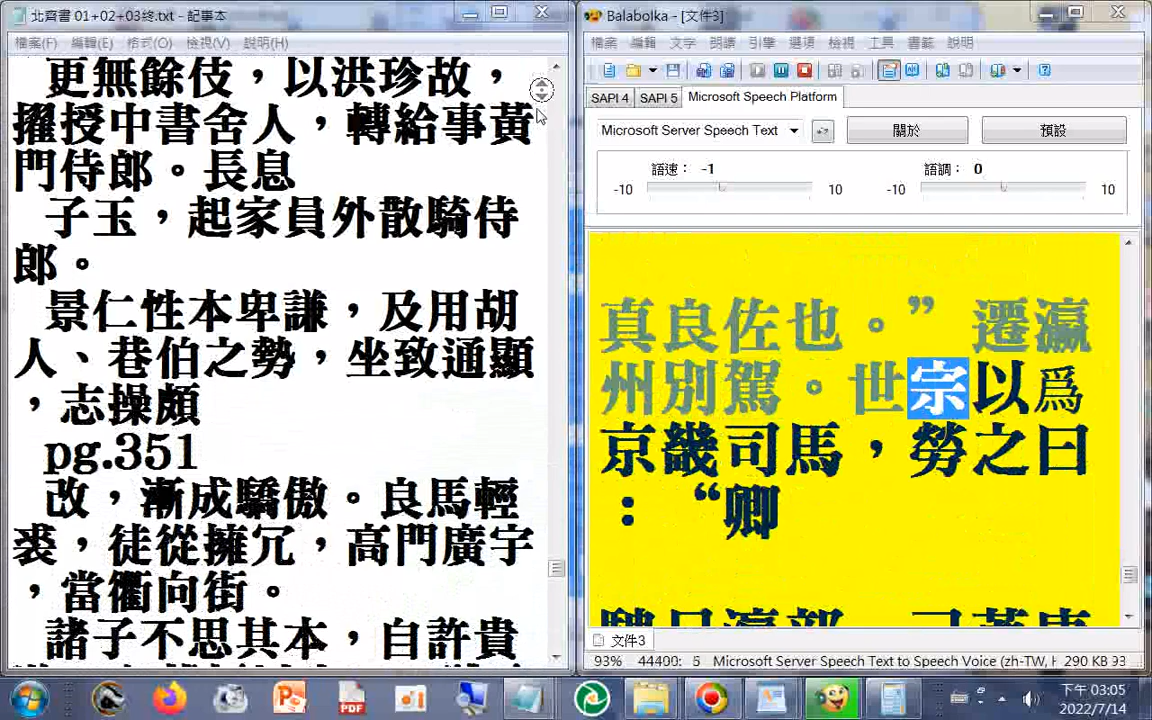 北齊書 01+02+03终.txt - 記事本
檔案(F) 編輯(E) 格式(O) 檢視(V) 說明(H)
更無餘伎，以洪珍故，
擢授中書舍人，轉給事黃
門侍郎。長息
子玉，起家員外散騎侍
郎。
景仁性本卑謙，及用胡
人、巷伯之勢，坐致通顯
，志操頗
pg.351
改，漸成驕傲。良馬輕
裘，徒從擁冗，高門廣宇
，當衢向街。
諸子不思其本，自許貴
Balabolka - [文件3]
檔案 編輯 文字 朗讀 引擎 選項 檢視 工具 書籤 說明
SAPI 4 SAPI 5 Microsoft Speech Platform
Microsoft Server Speech Text 關於 預設
語速： -1 語調： 0
-10 10 -10 10
真良佐也。” 遷瀛
州別駕。世宗以爲
京畿司馬，勞之曰
：“卿
文件3
93% 44400: 5 Microsoft Server Speech Text to Speech Voice (zh-TW, H 290 KB 93
下午 03:05
2022/7/14